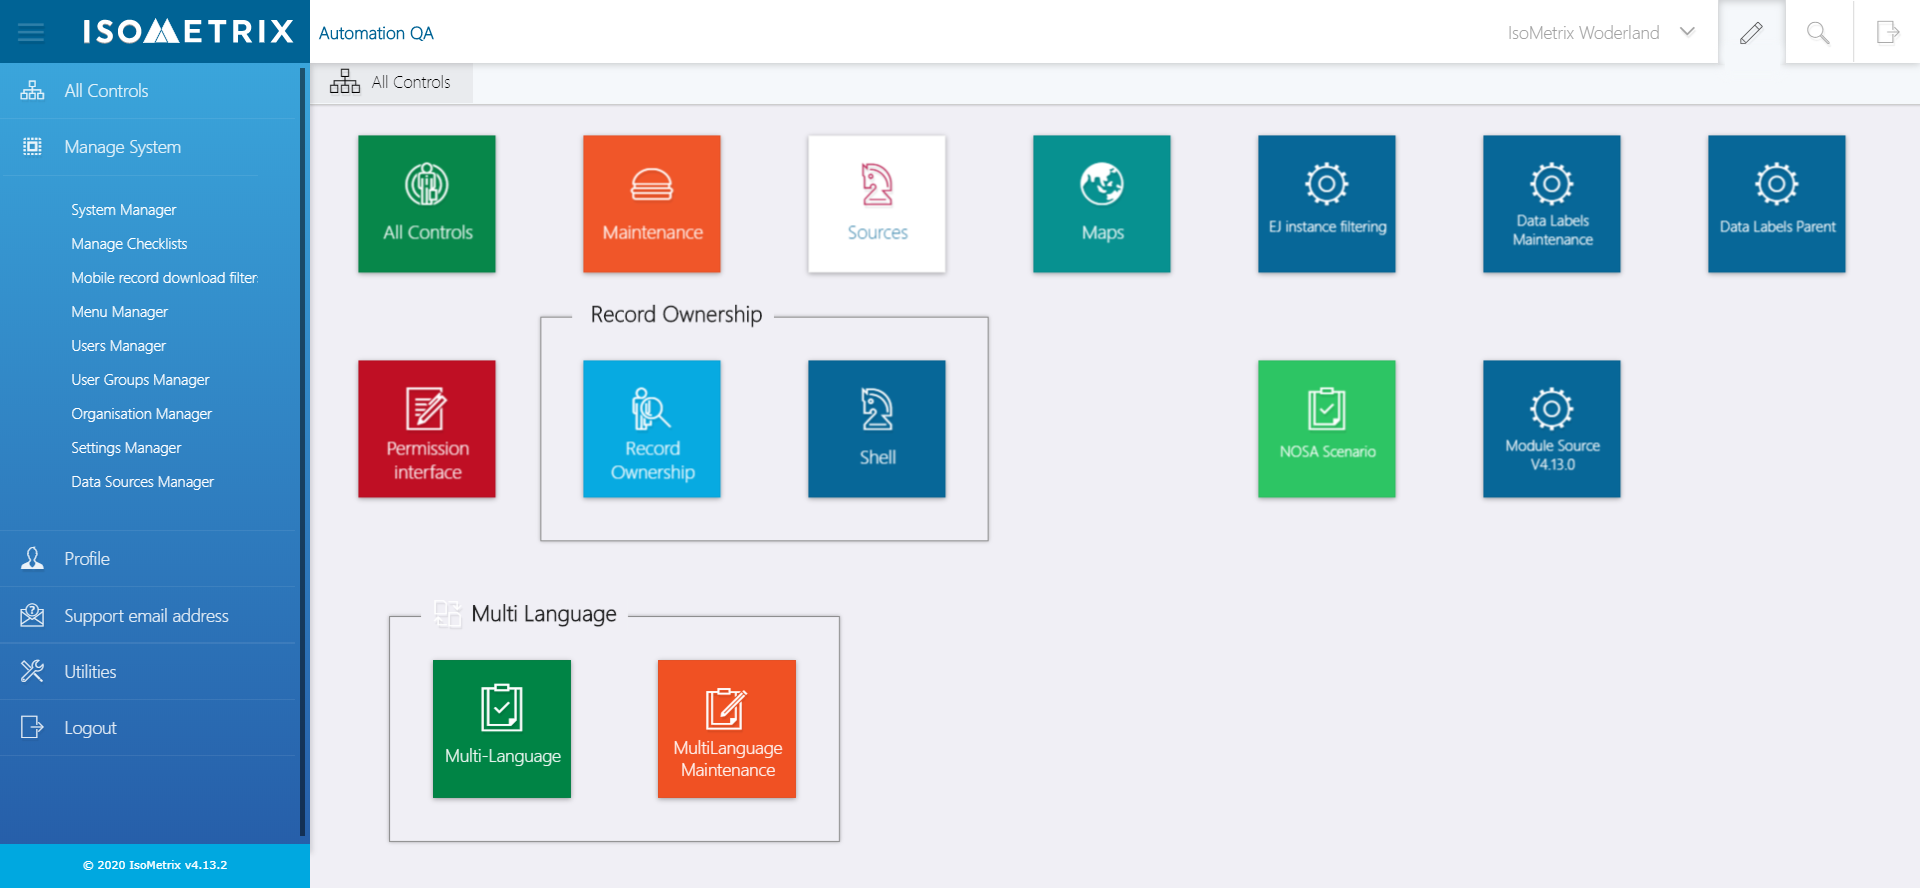 ISOMETRIX
Automation QA
IsoMetrix Woderland
All Controls
Manage System
System Manager
Manage Checklists
Mobile record download filter
Menu Manager
Users Manager
User Groups Manager
Organisation Manager
Settings Manager
Data Sources Manager
Profile
Support email address
Utilities
Logout
© 2020 IsoMetrix v4.13.2
All Controls
All Controls
Maintenance
Sources
Maps
EJ instance filtering
Data Labels
Maintenance
Data Labels Parent
Record Ownership
Permission
interface
Record
Ownership
Shell
NOSA Scenario
Module Source
V4.13.0
Multi Language
Multi-Language
MultiLanguage
Maintenance